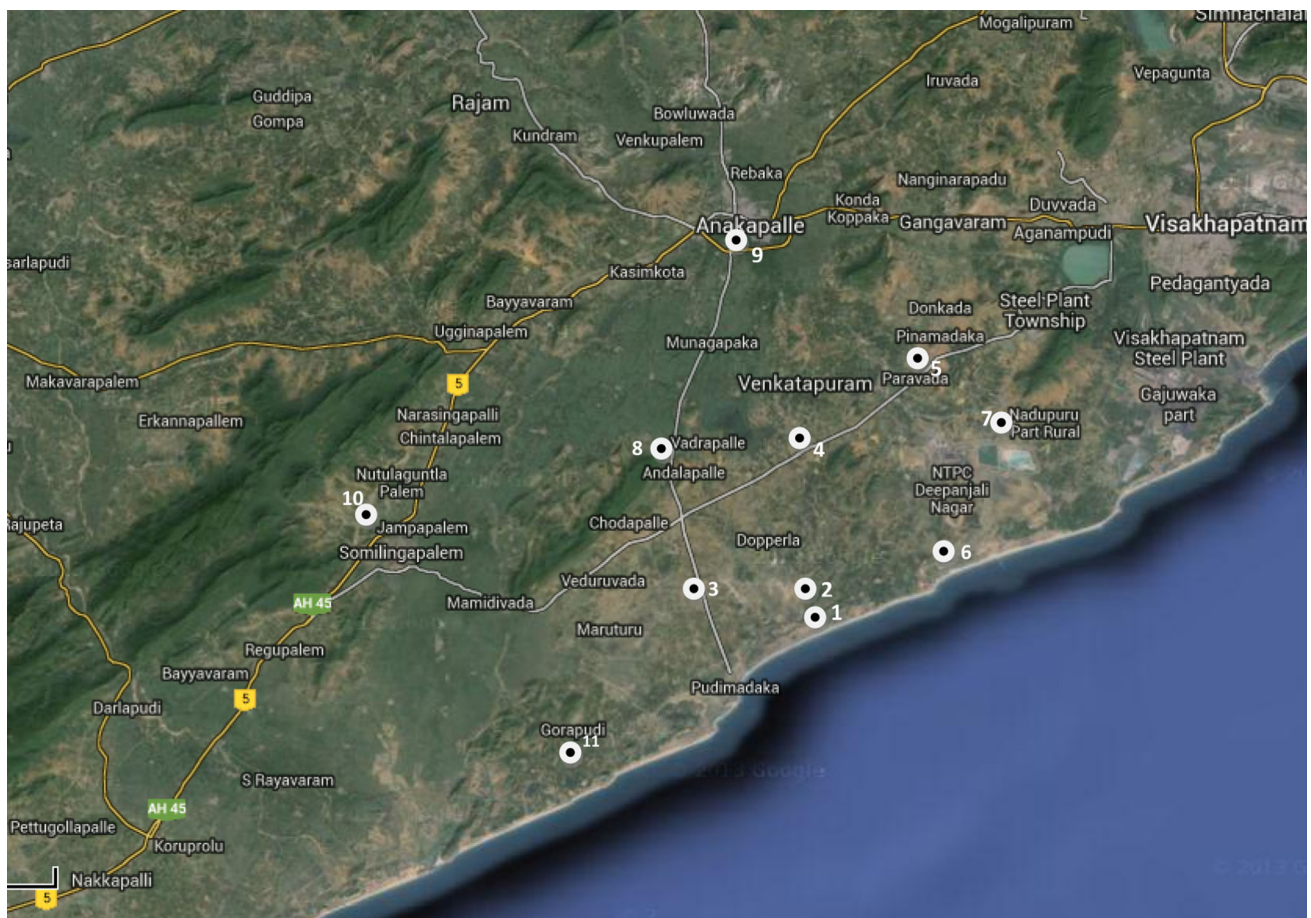 Mogalipuram
Simhachalam
Vepagunta
Iruvada
Guddipa
Gompa
Rajam
Bowluwada
Kundram
Venkupalem
Rebaka
Nanginarapadu
Konda
Koppaka
Duvvada
Anakapalle
Gangavaram
Aganampudi
Visakhapatnam
9
sarlapudi
Kasimkota
Pedagantyada
Bayyavaram
Donkada
Steel Plant
Township
Ugginapalem
Munagapaka
Pinamadaka
Visakhapatnam
Steel Plant
5
Makavarapalem
5
Venkatapuram
Paravada
Gajuwaka
part
Erkannapallem
Narasingapalli
Chintalapalem
7
Nadupuru
Part Rural
8
Vadrapalle
4
Andalapalle
Nutulaguntla
Palem
NTPC
Deepanjali
Nagar
10
Rajupeta
Jampapalem
Chodapalle
Dopperla
Somilingapalem
6
Veduruvada
3
2
AH 45
Mamidivada
1
Maruturu
Regupalem
Bayyavaram
Pudimadaka
5
Darlapudi
Gorapudi
11
© 2013 Google
S Rayavaram
AH 45
Pettugollapalle
Koruprolu
Nakkapalli
© 2013 G
5